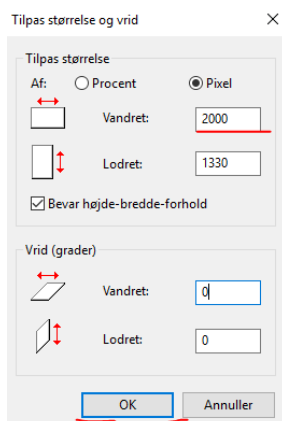 Tilpas størrelse og vrid
Tilpas størrelse
Af: Procent Pixel
Vandret: 2000
Lodret: 1330
Bevar højde-bredde-forhold
Vrid (grader)
Vandret: 0
Lodret: 0
OK Annuller